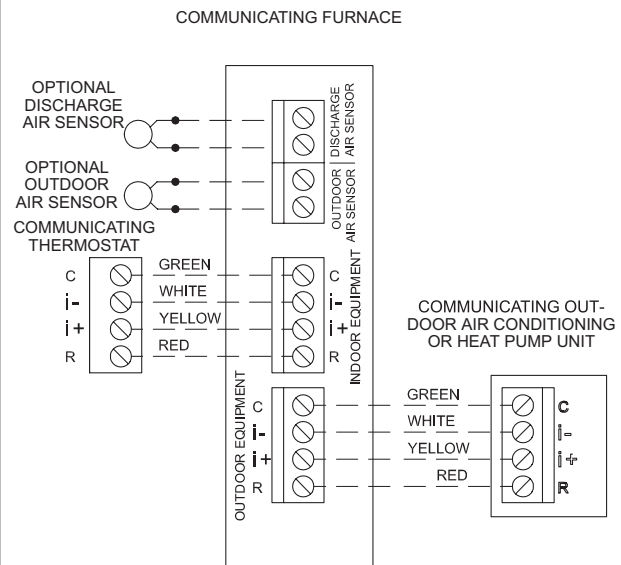 COMMUNICATING FURNACE
OPTIONAL
DISCHARGE
AIR SENSOR
DISCHARGE
AIR SENSOR
OPTIONAL
OUTDOOR
AIR SENSOR
OUTDOOR
AIR SENSOR
COMMUNICATING
THERMOSTAT
C
GREEN
C
i-
WHITE
i-
i+
YELLOW
i+
R
RED
R
INDOOR EQUIPMENT
COMMUNICATING OUT-
DOOR AIR CONDITIONING
OR HEAT PUMP UNIT
OUTDOOR EQUIPMENT
C
GREEN
C
i-
WHITE
i-
i+
YELLOW
i+
R
RED
R